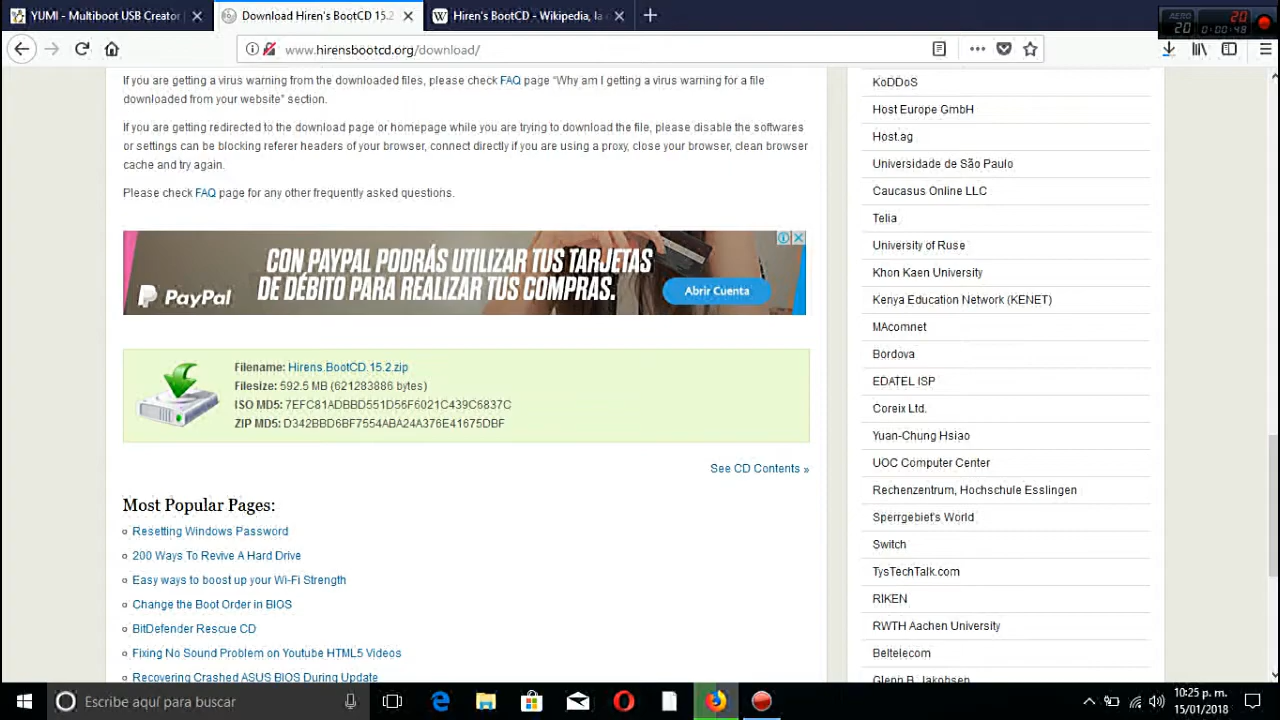 YUMI - Multiboot USB Creator
Download Hiren's BootCD 15.2
Hiren's BootCD - Wikipedia, la
AERO
20
20
0:00:48
www.hirensbootcd.org/download/
If you are getting a virus warning from the downloaded files, please check FAQ page “Why am I getting a virus warning for a file
downloaded from your website” section.
If you are getting redirected to the download page or homepage while you are trying to download the file, please disable the softwares
or settings can be blocking referer headers of your browser, connect directly if you are using a proxy, close your browser, clean browser
cache and try again.
Please check FAQ page for any other frequently asked questions.
CON PAYPAL PODRÁS UTILIZAR TUS TARJETAS
DE DÉBITO PARA REALIZAR TUS COMPRAS.
PayPal
Abrir Cuenta
Filename: Hirens.BootCD.15.2.zip
Filesize: 592.5 MB (621283886 bytes)
ISO MD5: 7EFC81ADBBD551D56F6021C439C6837C
ZIP MD5: D342BBD6BF7554ABA24A376E41675DBF
See CD Contents »
Most Popular Pages:
Resetting Windows Password
200 Ways To Revive A Hard Drive
Easy ways to boost up your Wi-Fi Strength
Change the Boot Order in BIOS
BitDefender Rescue CD
Fixing No Sound Problem on Youtube HTML5 Videos
Recovering Crashed ASUS BIOS During Update
KoDDoS
Host Europe GmbH
Host.ag
Universidade de São Paulo
Caucasus Online LLC
Telia
University of Ruse
Khon Kaen University
Kenya Education Network (KENET)
MAcomnet
Bordova
EDATEL ISP
Coreix Ltd.
Yuan-Chung Hsiao
UOC Computer Center
Rechenzentrum, Hochschule Esslingen
Sperrgebiet's World
Switch
TysTechTalk.com
RIKEN
RWTH Aachen University
Beltelecom
Glenn B. Jakobsen
Escribe aquí para buscar
10:25 p. m.
15/01/2018